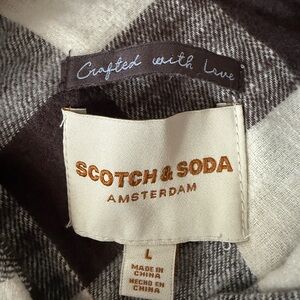 Crafted with Love
SCOTCH & SODA
AMSTERDAM
L
MADE IN
CHINA
HECHO EN
CHINA